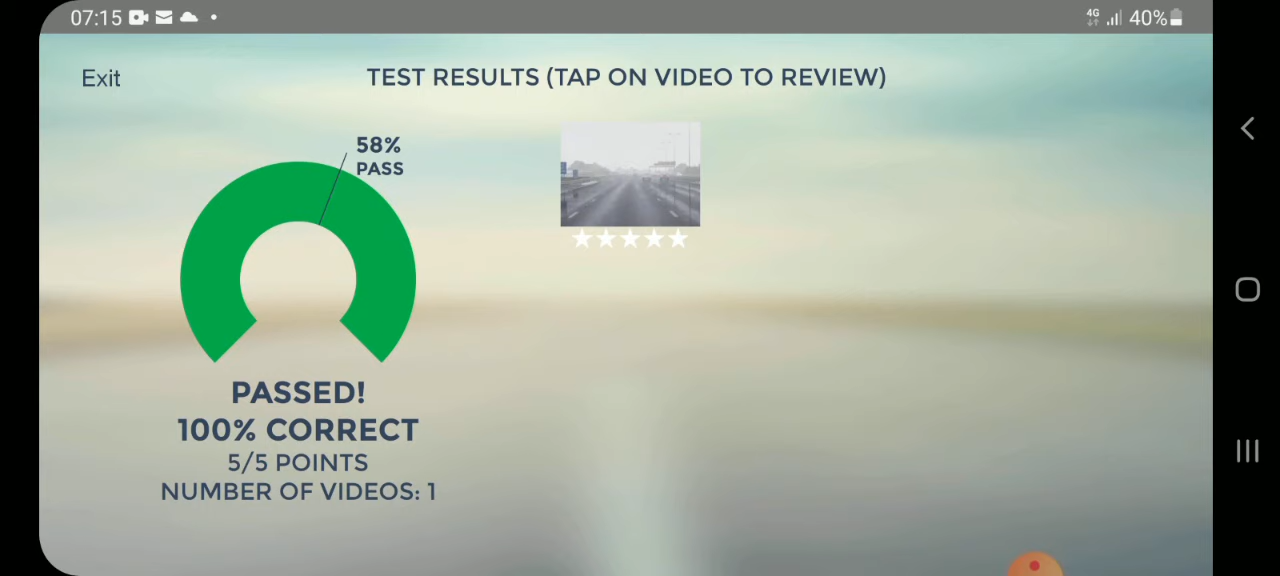 07:15
4G 40%
Exit
TEST RESULTS (TAP ON VIDEO TO REVIEW)
58%
PASS
PASSED!
100% CORRECT
5/5 POINTS
NUMBER OF VIDEOS: 1